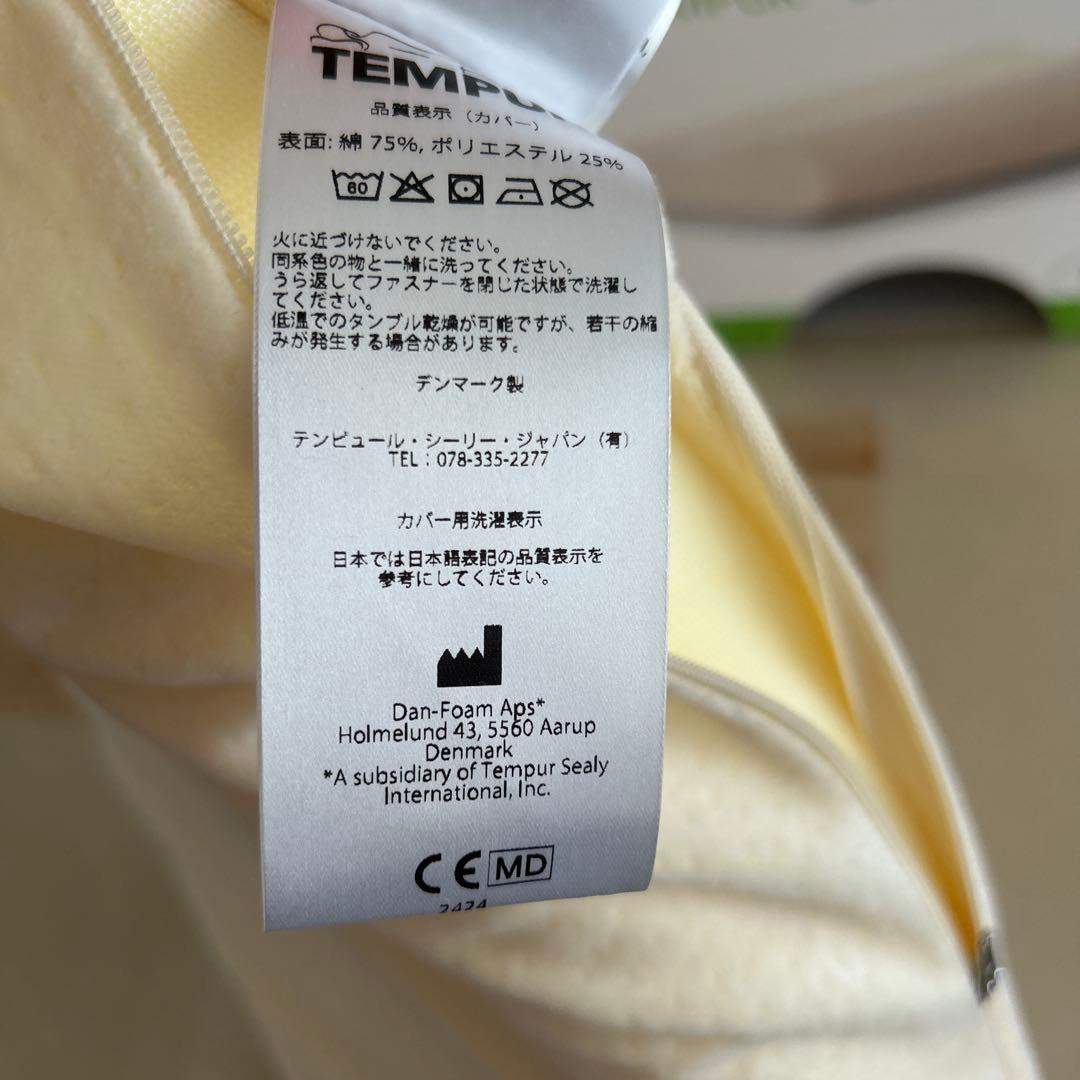 TEMPUR
品質表示（カバー）
表面: 綿 75%, ポリエステル 25%
60
火に近づけないでください。
同系色の物と一緒に洗ってください。
うら返してファスナーを閉じた状態で洗濯し
てください。
低温でのタンブル乾燥が可能ですが、若干の縮
みが発生する場合があります。
デンマーク製
テンピュール・シーリー・ジャパン（有）
TEL：078-335-2277
カバー用洗濯表示
日本では日本語表記の品質表示を
参考にしてください。
Dan-Foam Aps*
Holmelund 43, 5560 Aarup
Denmark
*A subsidiary of Tempur Sealy
International, Inc.
CE MD
2424